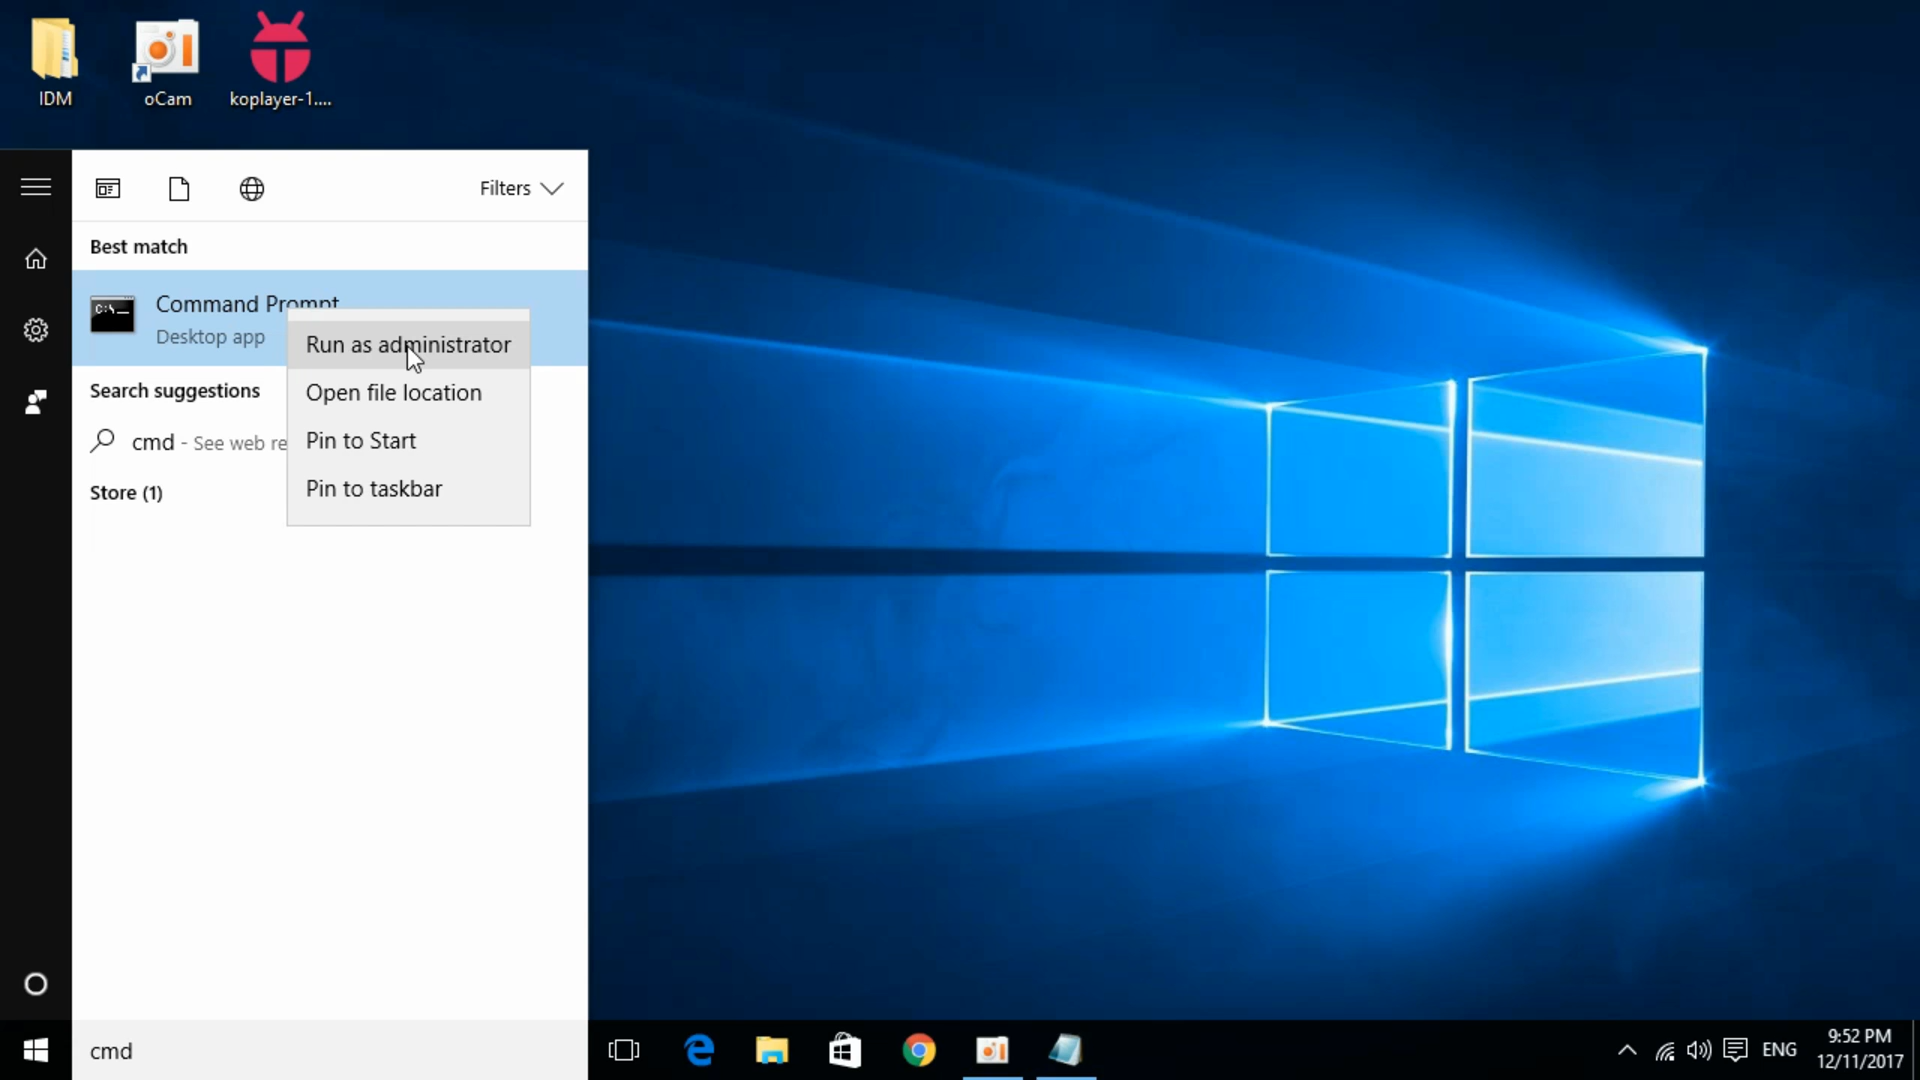 IDM
oCam
koplayer-1....
Filters
Best match
C:\_
Command Prompt
Desktop app
Run as administrator
Open file location
Search suggestions
cmd - See web re
Pin to Start
Pin to taskbar
Store (1)
cmd
ENG
9:52 PM
12/11/2017